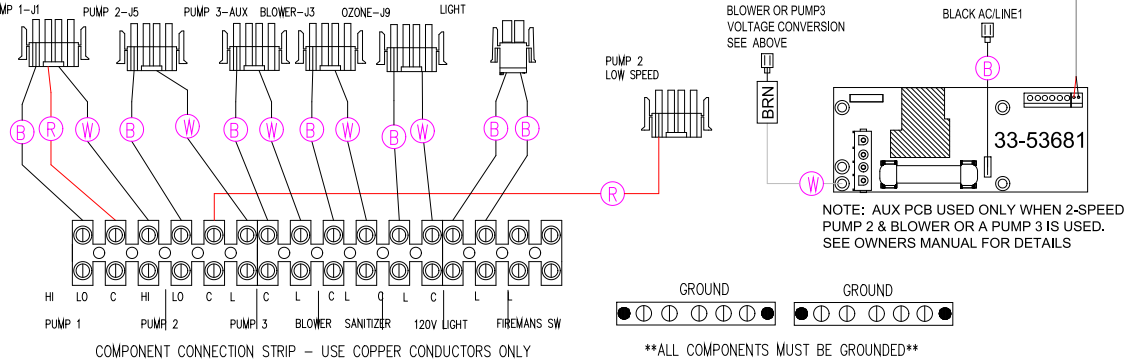 MP 1-J1
PUMP 2-J5
PUMP 3-AUX
BLOWER-J3
OZONE-J9
LIGHT
B
R
W
B
W
B
W
B
W
B
W
B
B
PUMP 2
LOW SPEED
R
BLOWER OR PUMP3
VOLTAGE CONVERSION
SEE ABOVE
BRN
W
BLACK AC/LINE1
B
33-53681
NOTE: AUX PCB USED ONLY WHEN 2-SPEED
PUMP 2 & BLOWER OR A PUMP 3 IS USED.
SEE OWNERS MANUAL FOR DETAILS
HI LO C HI LO C L C L C L C L C L L
PUMP 1 PUMP 2 PUMP 3 BLOWER SANITIZER 120V LIGHT FIREMANS SW
COMPONENT CONNECTION STRIP - USE COPPER CONDUCTORS ONLY
GROUND GROUND
**ALL COMPONENTS MUST BE GROUNDED**